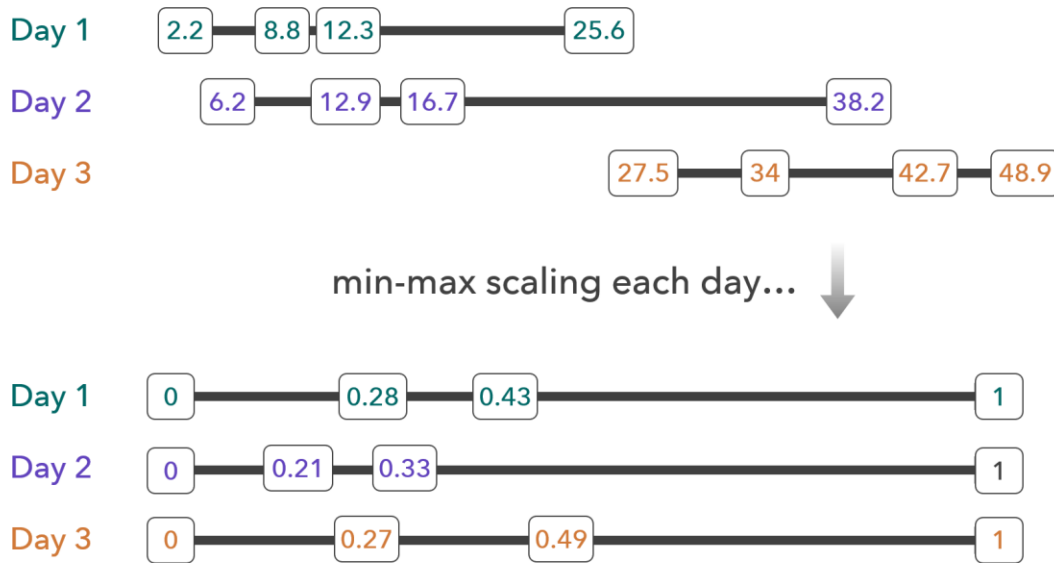 Day 1 2.2 8.8 12.3 25.6
Day 2 6.2 12.9 16.7 38.2
Day 3 27.5 34 42.7 48.9
min-max scaling each day...
Day 1 0 0.28 0.43 1
Day 2 0 0.21 0.33 1
Day 3 0 0.27 0.49 1